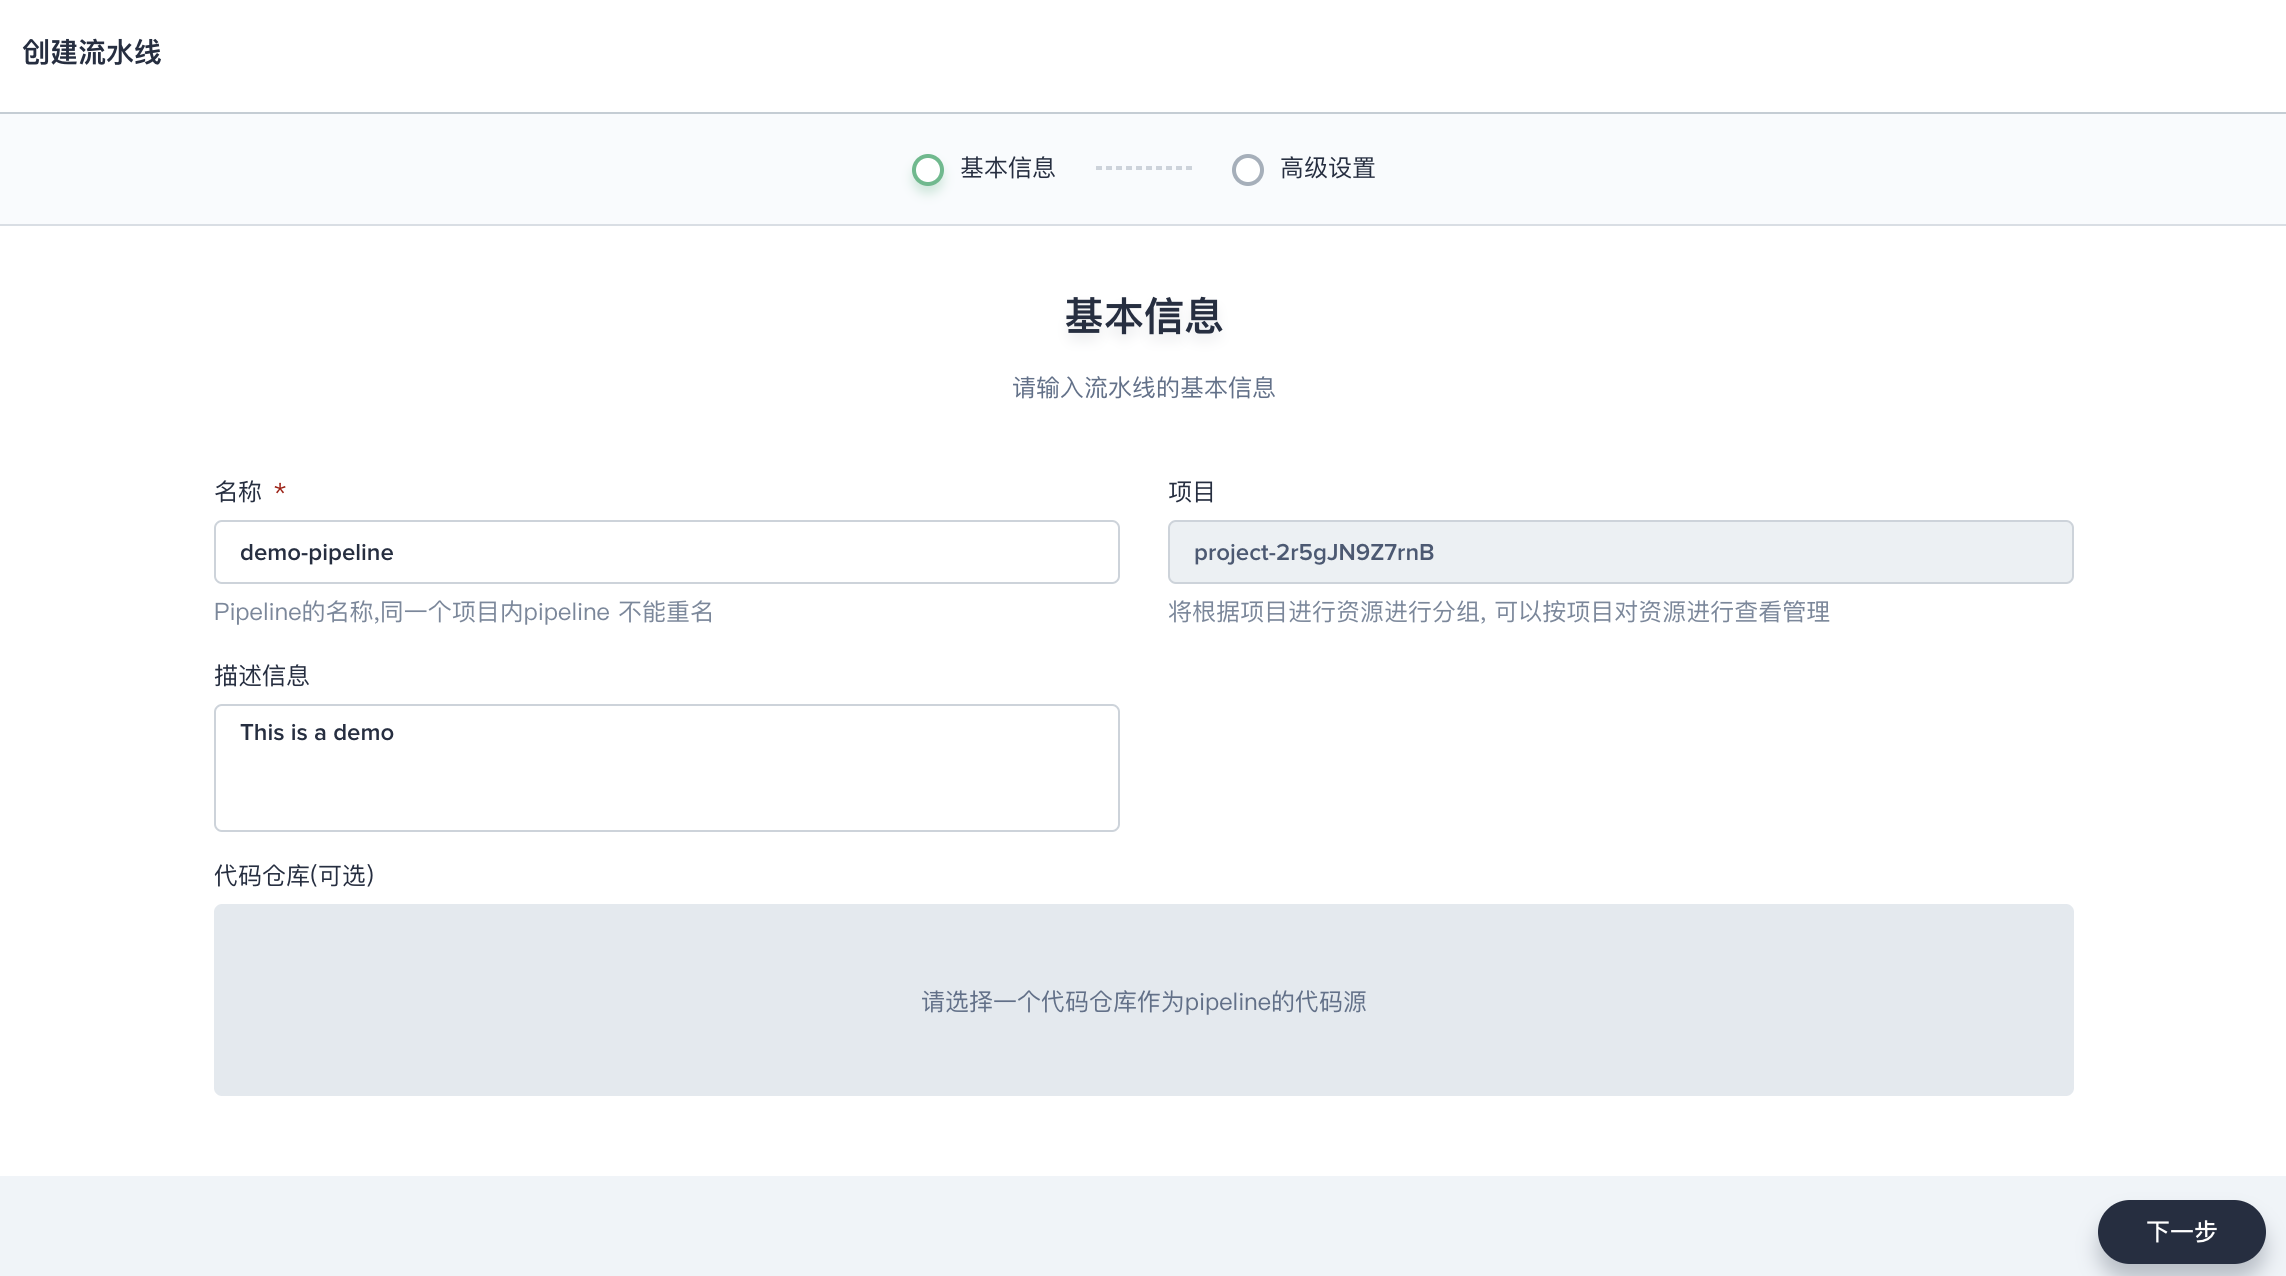 创建流水线
基本信息
高级设置
基本信息
请输入流水线的基本信息
名称 *
项目
demo-pipeline
project-2r5gJN9Z7rnB
Pipeline的名称,同一个项目内pipeline 不能重名
将根据项目进行资源进行分组, 可以按项目对资源进行查看管理
描述信息
This is a demo
代码仓库(可选)
请选择一个代码仓库作为pipeline的代码源
下一步